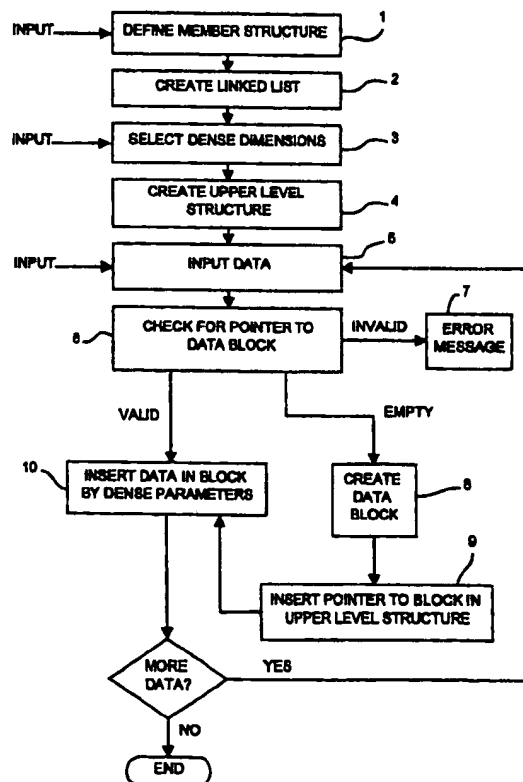 INPUT
DEFINE MEMBER STRUCTURE
1
CREATE LINKED LIST
2
INPUT
SELECT DENSE DIMENSIONS
3
CREATE UPPER LEVEL
STRUCTURE
4
INPUT
INPUT DATA
5
6
CHECK FOR POINTER TO
DATA BLOCK
INVALID
7
ERROR
MESSAGE
VALID
EMPTY
10
INSERT DATA IN BLOCK
BY DENSE PARAMETERS
CREATE
DATA
BLOCK
8
9
INSERT POINTER TO BLOCK IN
UPPER LEVEL STRUCTURE
MORE
DATA?
YES
NO
END